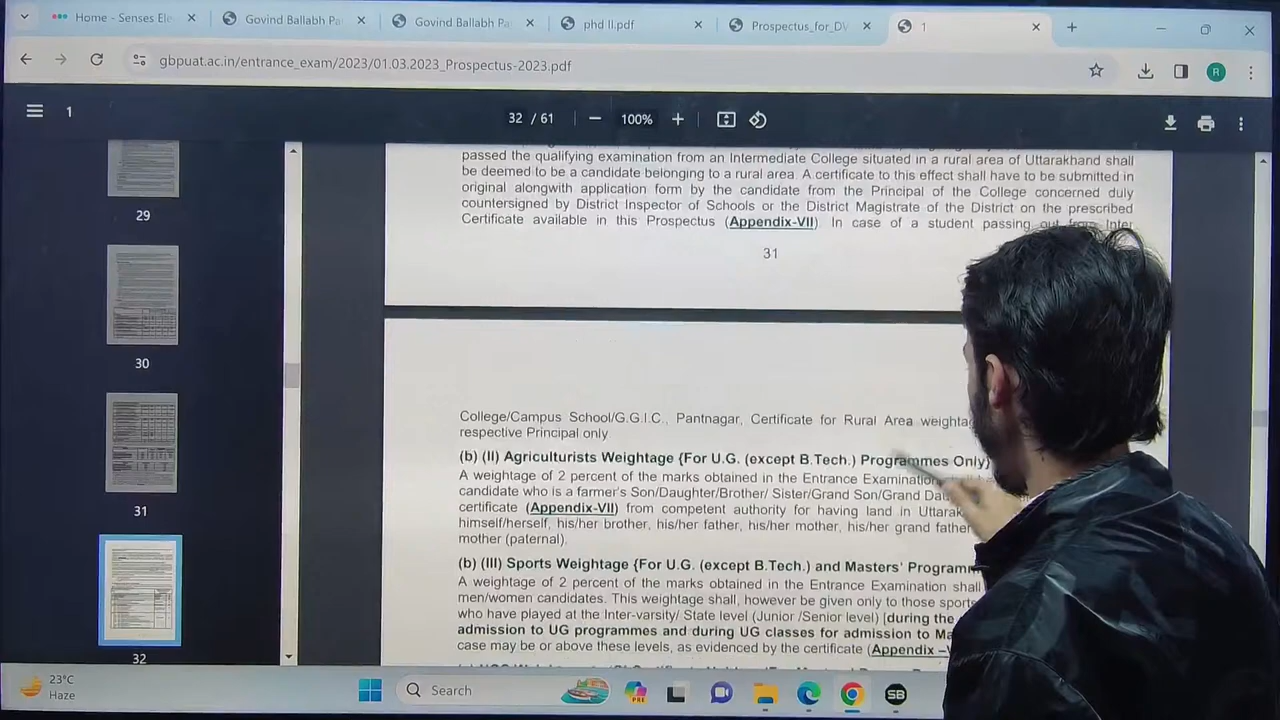 Home - Senses Ele
Govind Ballabh Pa
Govind Ballabh Pa
phd II.pdf
Prospectus_for_DV
1
gbpuat.ac.in/entrance_exam/2023/01.03.2023_Prospectus-2023.pdf
R
1
32 / 61
100%
29
30
31
32
passed the qualifying examination from an Intermediate College situated in a rural area of Uttarakhand shall
be deemed to be a candidate belonging to a rural area. A certificate to this effect shall have to be submitted in
original alongwith application form by the candidate from the Principal of the College concerned duly
countersigned by District Inspector of Schools or the District Magistrate of the District on the prescribed
Certificate available in this Prospectus (Appendix-VII). In case of a student passing out from Inter
31
College/Campus School/G.G.I.C., Pantnagar, Certificate for Rural Area weightag
respective Principal only
(b) (II) Agriculturists Weightage {For U.G. (except B.Tech.) Programmes Only}
A weightage of 2 percent of the marks obtained in the Entrance Examination
candidate who is a farmer's Son/Daughter/Brother/ Sister/Grand Son/Grand Dau
certificate (Appendix-VII) from competent authority for having land in Uttarak
himself/herself, his/her brother, his/her father, his/her mother, his/her grand father
mother (paternal).
(b) (III) Sports Weightage {For U.G. (except B.Tech.) and Masters' Programm
A weightage of 2 percent of the marks obtained in the Entrance Examination shall
men/women candidates. This weightage shall, however be given only to those sports
who have played at the Inter-varsity/ State level (Junior /Senior level) (during the
admission to UG programmes and during UG classes for admission to Ma
case may be or above these levels, as evidenced by the certificate (Appendix –V
23°C
Haze
Search
PRE
SB